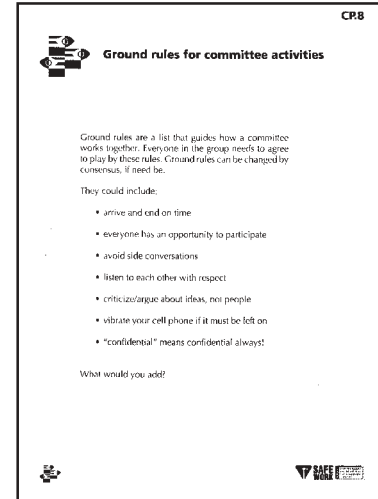 CP.8
Ground rules for committee activities
Ground rules are a list that guides how a committee
works together. Everyone in the group needs to agree
to play by these rules. Ground rules can be changed by
consensus, if need be.
They could include:
• arrive and end on time
• everyone has an opportunity to participate
• avoid side conversations
• listen to each other with respect
• criticize/argue about ideas, not people
• vibrate your cell phone if it must be left on
• "confidential" means confidential always!
What would you add?
SAFE
WORK